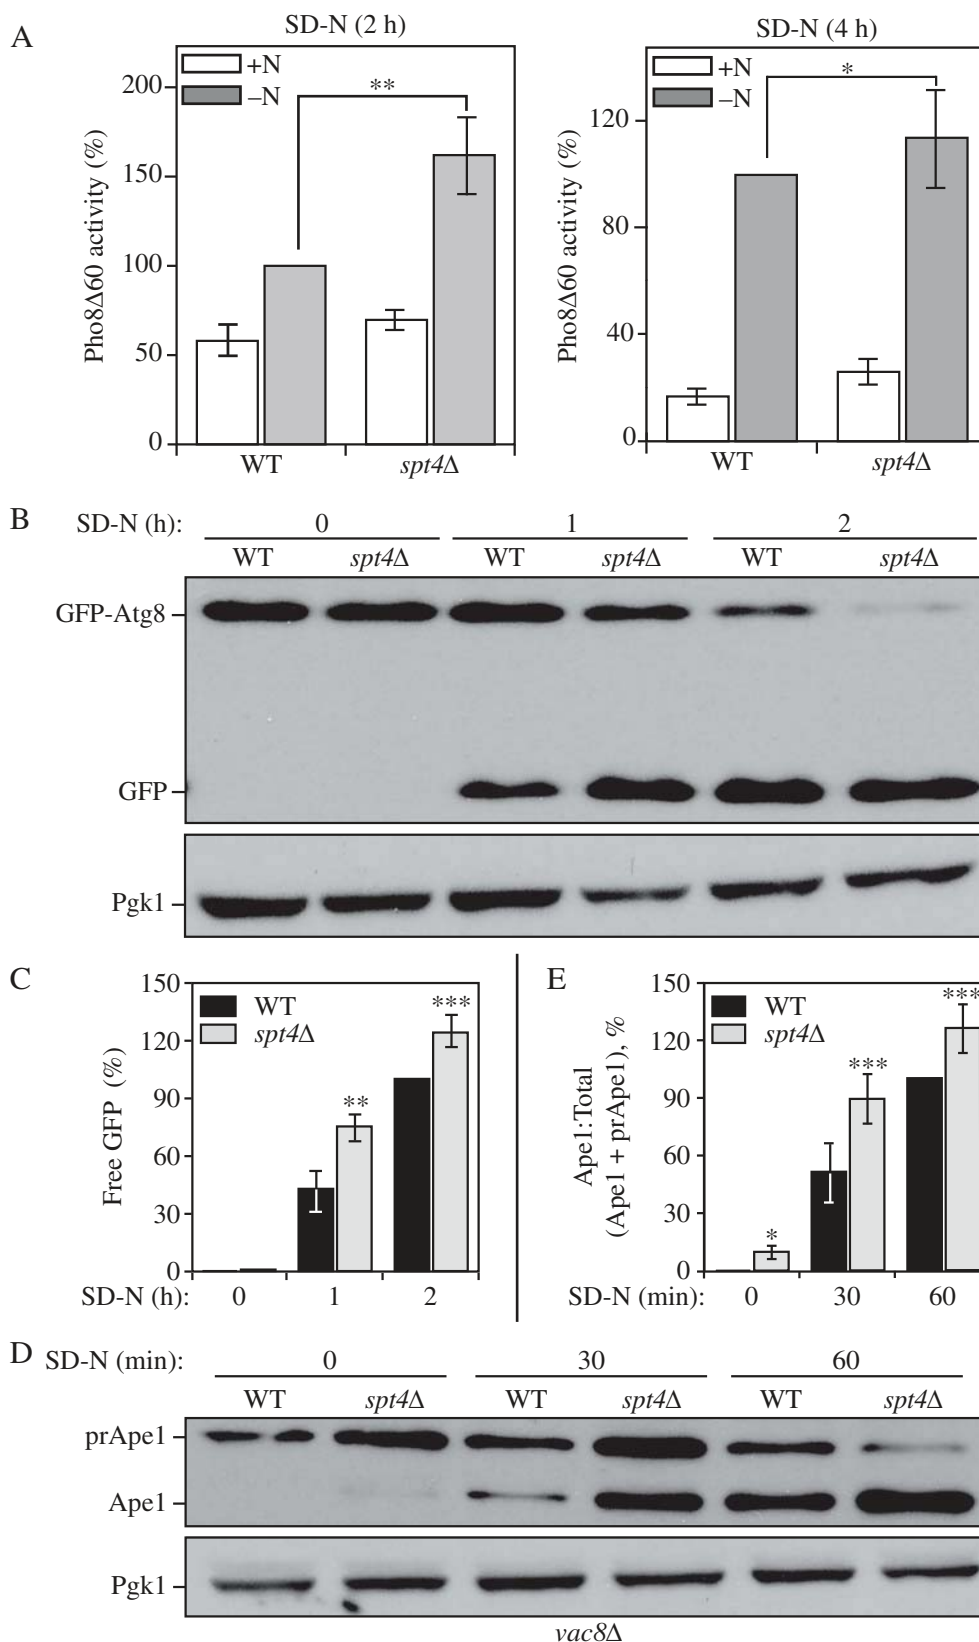 A
SD-N (2 h)
+N
–N
**
200
150
100
50
0
Pho8Δ60 activity (%)
WT
spt4Δ
SD-N (4 h)
+N
–N
*
120
80
40
0
Pho8Δ60 activity (%)
WT
spt4Δ
B
SD-N (h): 0 1 2
WT spt4Δ WT spt4Δ WT spt4Δ
GFP-Atg8
GFP
Pgk1
C
150
120
90
60
30
0
Free GFP (%)
WT
spt4Δ
**
***
SD-N (h): 0 1 2
E
150
120
90
60
30
0
Ape1:Total
(Ape1 + prApe1), %
WT
spt4Δ
*
***
***
SD-N (min): 0 30 60
D SD-N (min): 0 30 60
WT spt4Δ WT spt4Δ WT spt4Δ
prApe1
Ape1
Pgk1
vac8Δ